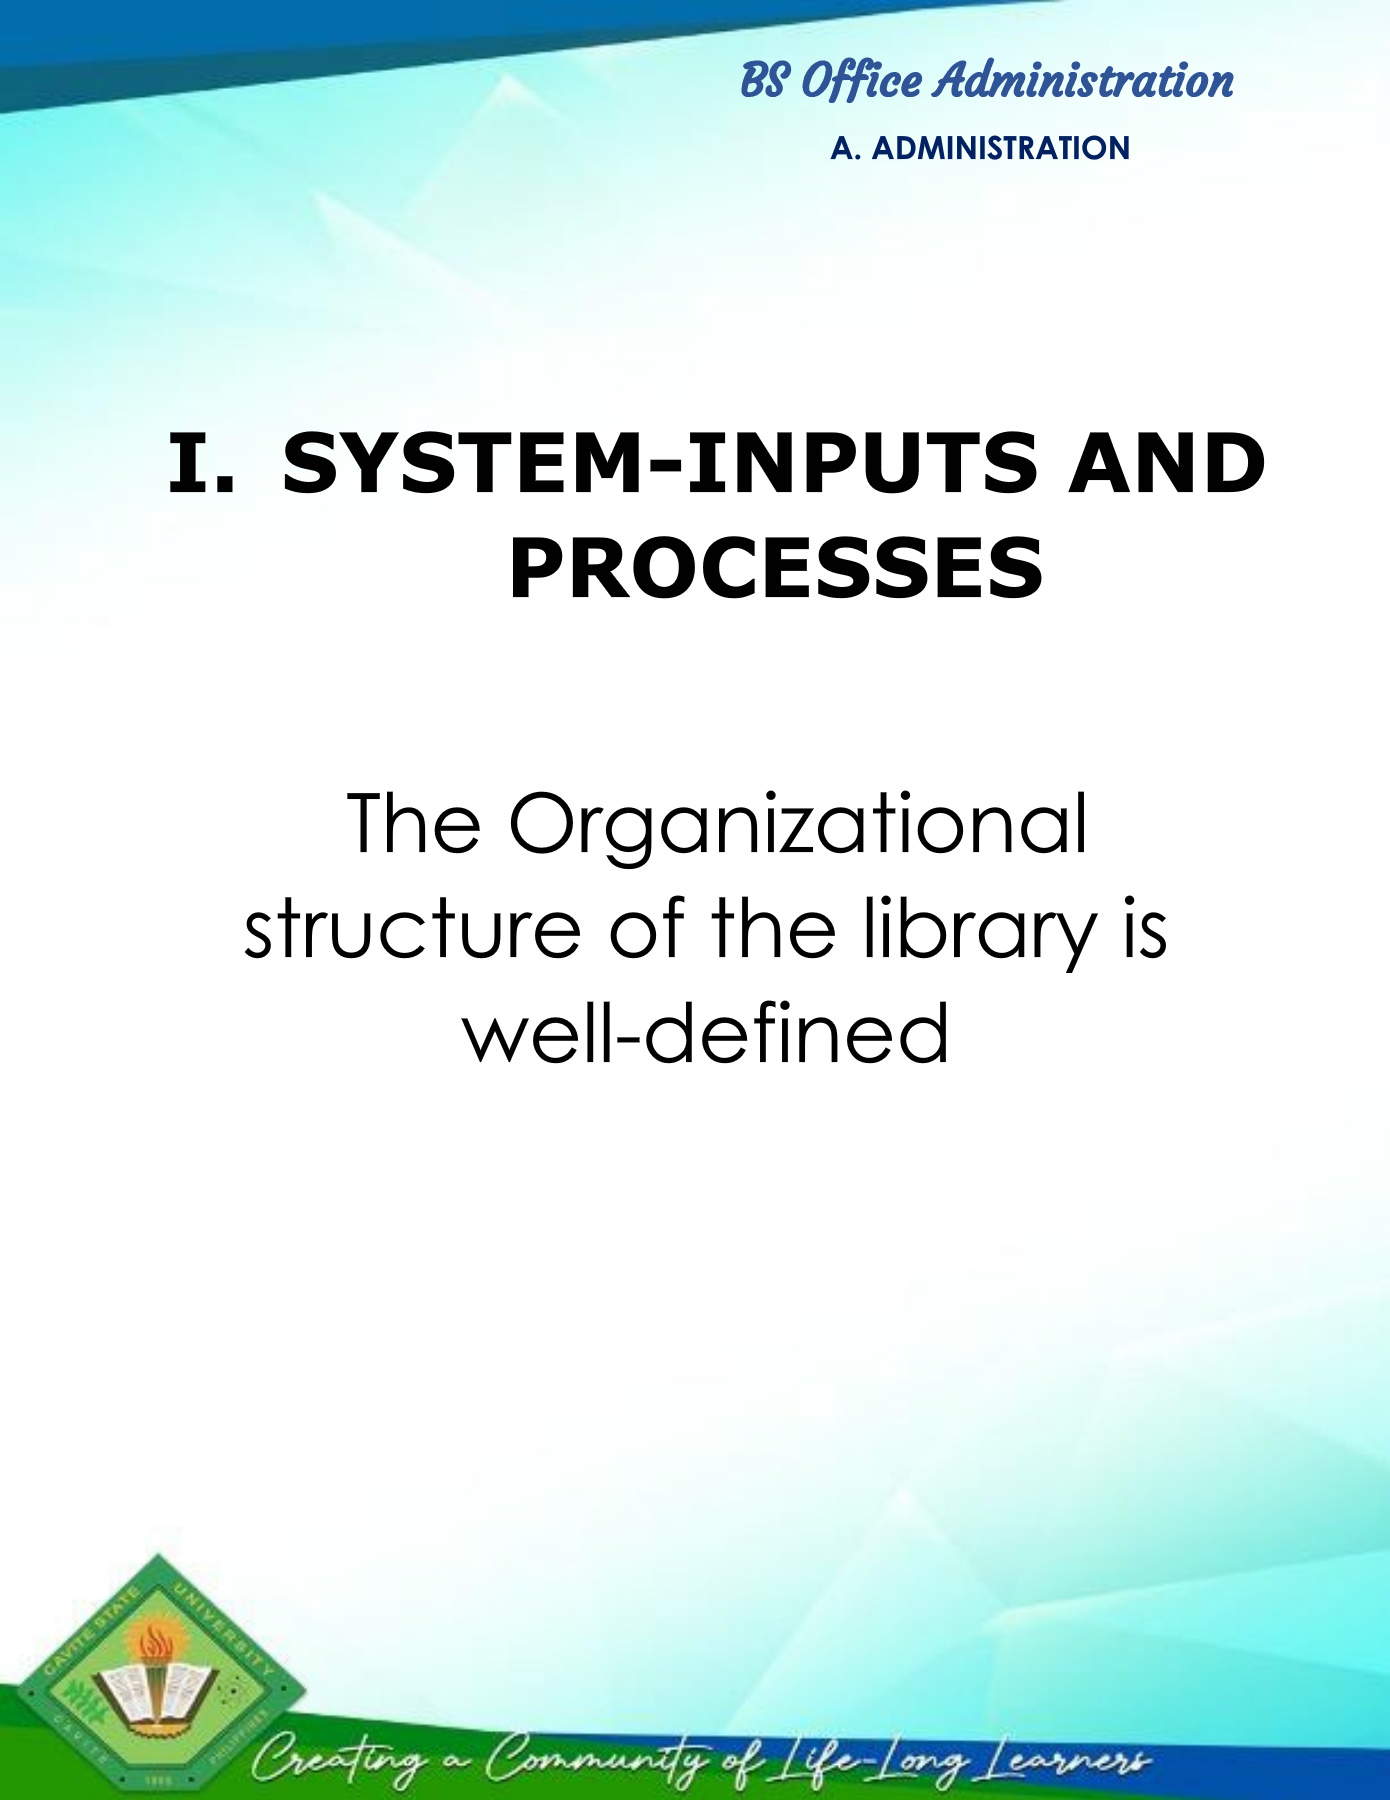 BS Office Administration
A. ADMINISTRATION
I. SYSTEM-INPUTS AND
PROCESSES
The Organizational
structure of the library is
well-defined
CAVITE STATE UNIVERSITY
CAVITE PHILIPPINES
Creating a Community of Life-Long Learners